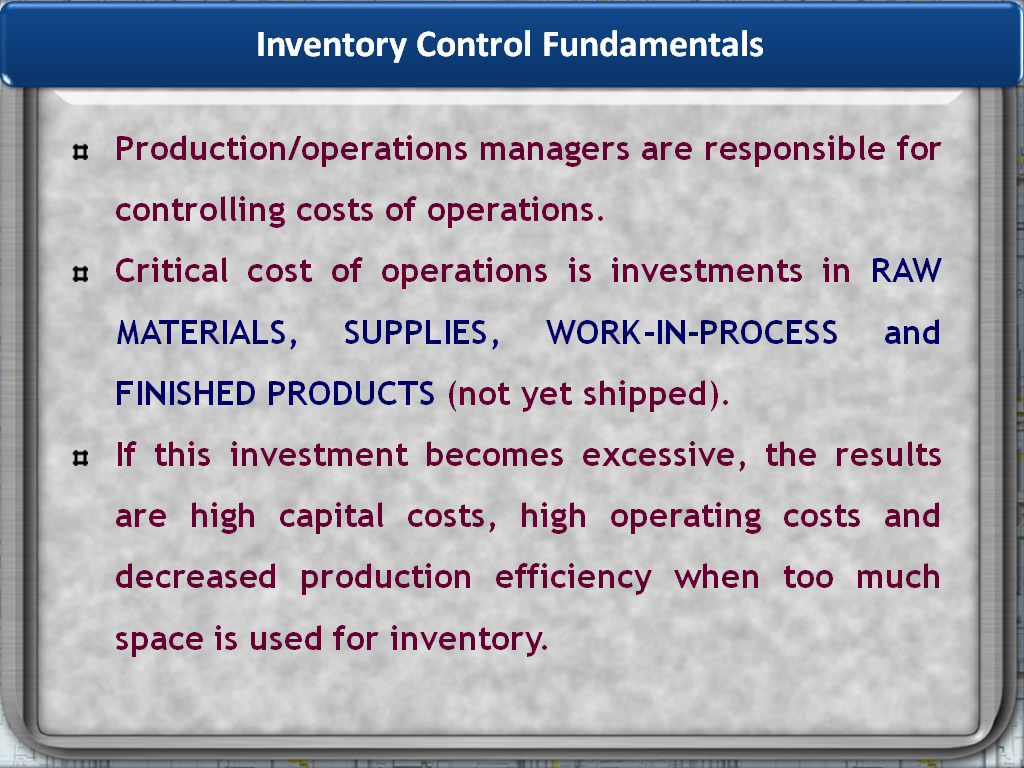 Inventory Control Fundamentals
Production/operations managers are responsible for
controlling costs of operations.
Critical cost of operations is investments in RAW
MATERIALS, SUPPLIES, WORK-IN-PROCESS and
FINISHED PRODUCTS (not yet shipped).
If this investment becomes excessive, the results
are high capital costs, high operating costs and
decreased production efficiency when too much
space is used for inventory.